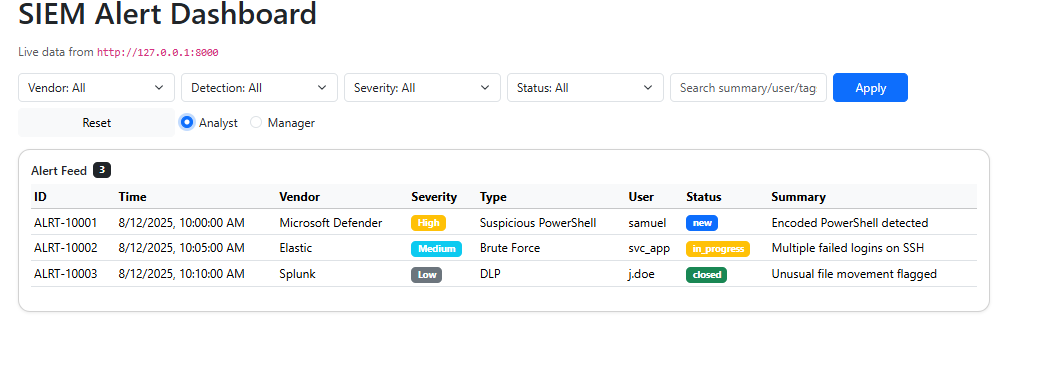 SIEM Alert Dashboard
Live data from http://127.0.0.1:8000
Vendor: All Detection: All Severity: All Status: All Search summary/user/tag Apply
Reset Analyst Manager
Alert Feed 3
ID Time Vendor Severity Type User Status Summary
ALRT-10001 8/12/2025, 10:00:00 AM Microsoft Defender High Suspicious PowerShell samuel new Encoded PowerShell detected
ALRT-10002 8/12/2025, 10:05:00 AM Elastic Medium Brute Force svc_app in_progress Multiple failed logins on SSH
ALRT-10003 8/12/2025, 10:10:00 AM Splunk Low DLP j.doe closed Unusual file movement flagged